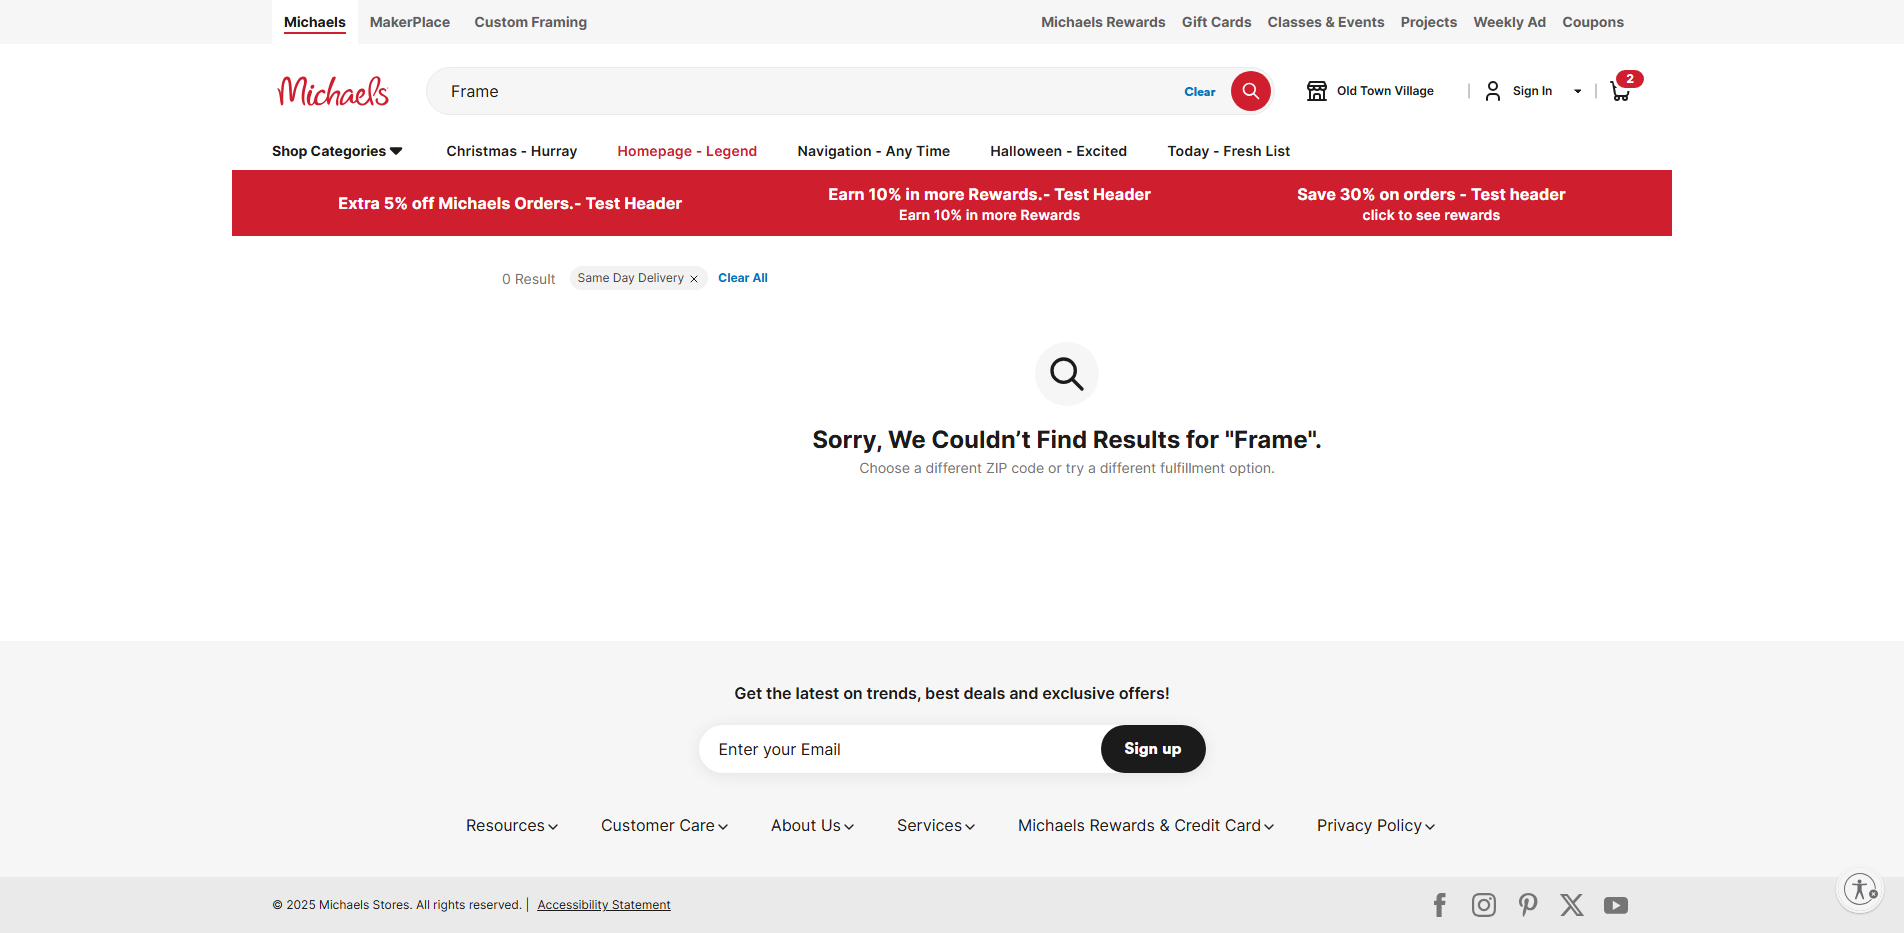 Michaels MakerPlace Custom Framing Michaels Rewards Gift Cards Classes & Events Projects Weekly Ad Coupons
Michaels Frame Clear Old Town Village | Sign In | 2
Shop Categories Christmas - Hurray Homepage - Legend Navigation - Any Time Halloween - Excited Today - Fresh List
Extra 5% off Michaels Orders.- Test Header
Earn 10% in more Rewards.- Test Header
Earn 10% in more Rewards
Save 30% on orders - Test header
click to see rewards
0 Result Same Day Delivery Clear All
Sorry, We Couldn’t Find Results for "Frame".
Choose a different ZIP code or try a different fulfillment option.
Get the latest on trends, best deals and exclusive offers!
Enter your Email Sign up
Resources Customer Care About Us Services Michaels Rewards & Credit Card Privacy Policy
© 2025 Michaels Stores. All rights reserved. | Accessibility Statement